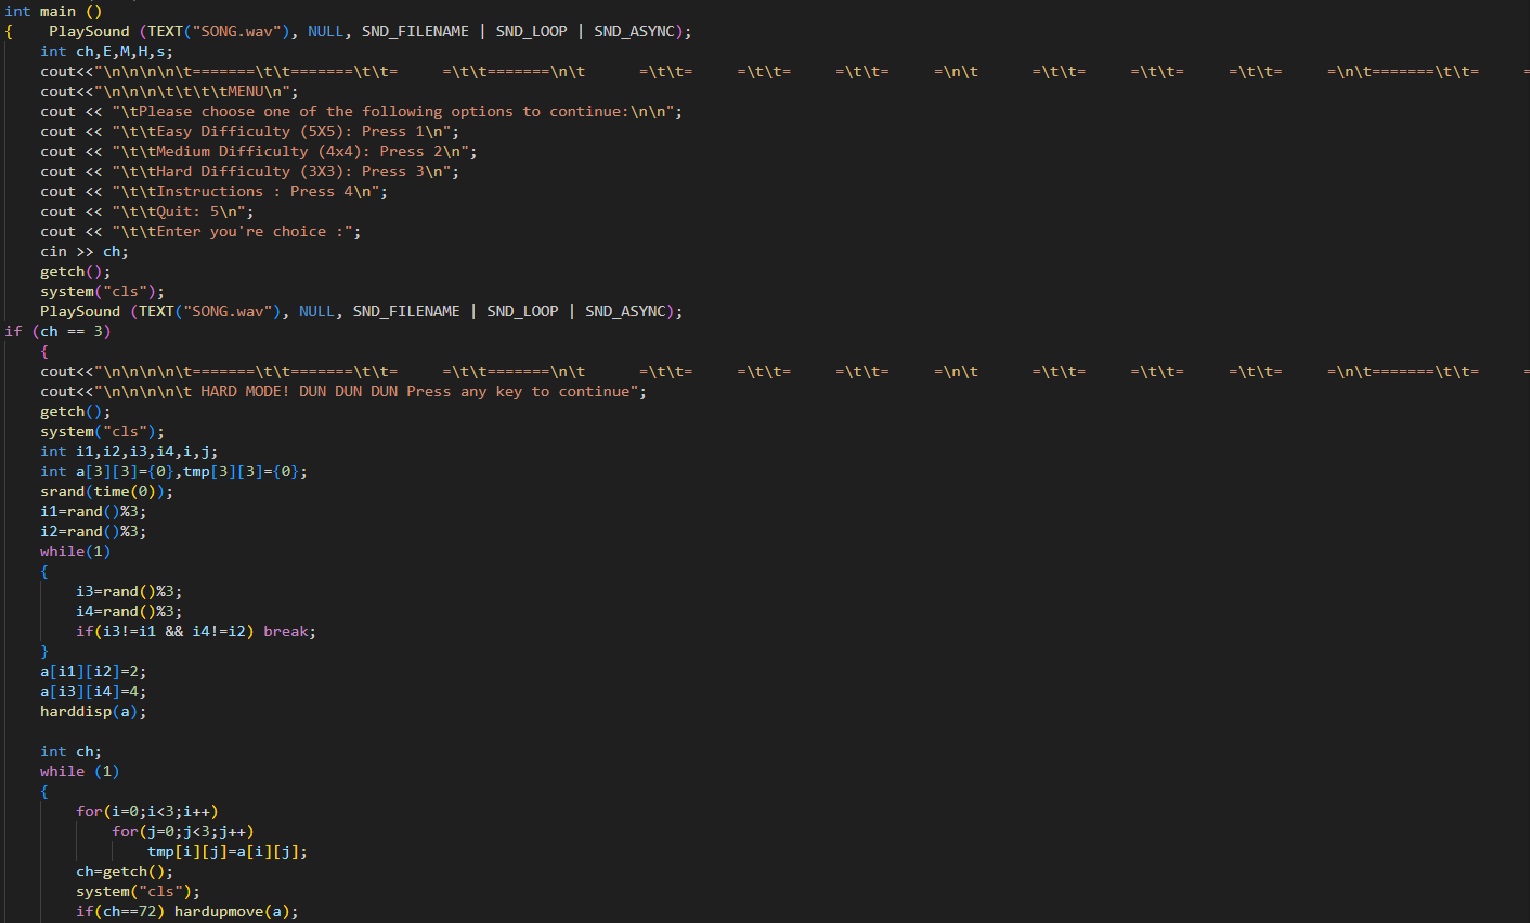 int main ()
{    PlaySound (TEXT("SONG.wav"), NULL, SND_FILENAME | SND_LOOP | SND_ASYNC);
    int ch,E,M,H,s;
    cout<<"\n\n\n\n\t=======\t\t=======\t\t=     =\t\t=======\n\t      =\t\t=     =\t\t=     =\t\t=     =\n\t      =\t\t=     =\t\t=     =\t\t=     =\n\t=======\t\t=     =
    cout<<"\n\n\n\t\t\t\tMENU\n";
    cout << "\tPlease choose one of the following options to continue:\n\n";
    cout << "\t\tEasy Difficulty (5X5): Press 1\n";
    cout << "\t\tMedium Difficulty (4x4): Press 2\n";
    cout << "\t\tHard Difficulty (3X3): Press 3\n";
    cout << "\t\tInstructions : Press 4\n";
    cout << "\t\tQuit: 5\n";
    cout << "\t\tEnter you're choice :";
    cin >> ch;
    getch();
    system("cls");
    PlaySound (TEXT("SONG.wav"), NULL, SND_FILENAME | SND_LOOP | SND_ASYNC);
if (ch == 3)
    {
    cout<<"\n\n\n\n\t=======\t\t=======\t\t=     =\t\t=======\n\t      =\t\t=     =\t\t=     =\t\t=     =\n\t      =\t\t=     =\t\t=     =\t\t=     =\n\t=======\t\t=     =
    cout<<"\n\n\n\n\t HARD MODE! DUN DUN DUN Press any key to continue";
    getch();
    system("cls");
    int i1,i2,i3,i4,i,j;
    int a[3][3]={0},tmp[3][3]={0};
    srand(time(0));
    i1=rand()%3;
    i2=rand()%3;
    while(1)
    {
        i3=rand()%3;
        i4=rand()%3;
        if(i3!=i1 && i4!=i2) break;
    }
    a[i1][i2]=2;
    a[i3][i4]=4;
    harddisp(a);

    int ch;
    while (1)
    {
        for(i=0;i<3;i++)
            for(j=0;j<3;j++)
                tmp[i][j]=a[i][j];
        ch=getch();
        system("cls");
        if(ch==72) hardupmove(a);